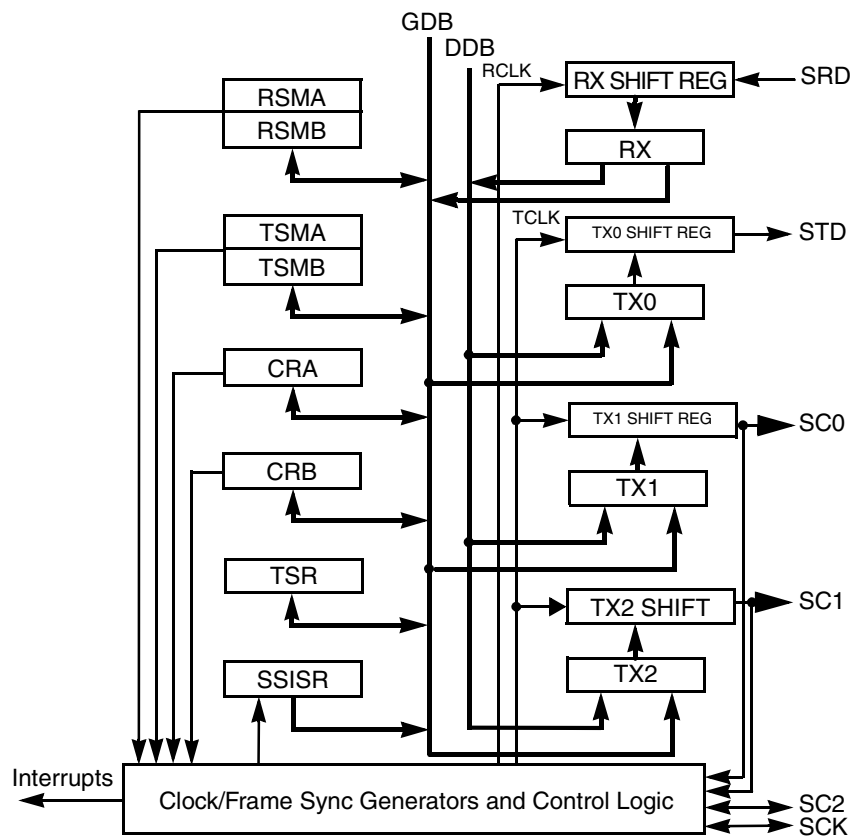 GDB
DDB
RCLK
RX SHIFT REG
SRD
RSMA
RSMB
RX
TCLK
TX0 SHIFT REG
STD
TSMA
TSMB
TX0
CRA
TX1 SHIFT REG
SC0
CRB
TX1
TSR
TX2 SHIFT
SC1
SSISR
TX2
Interrupts
Clock/Frame Sync Generators and Control Logic
SC2
SCK